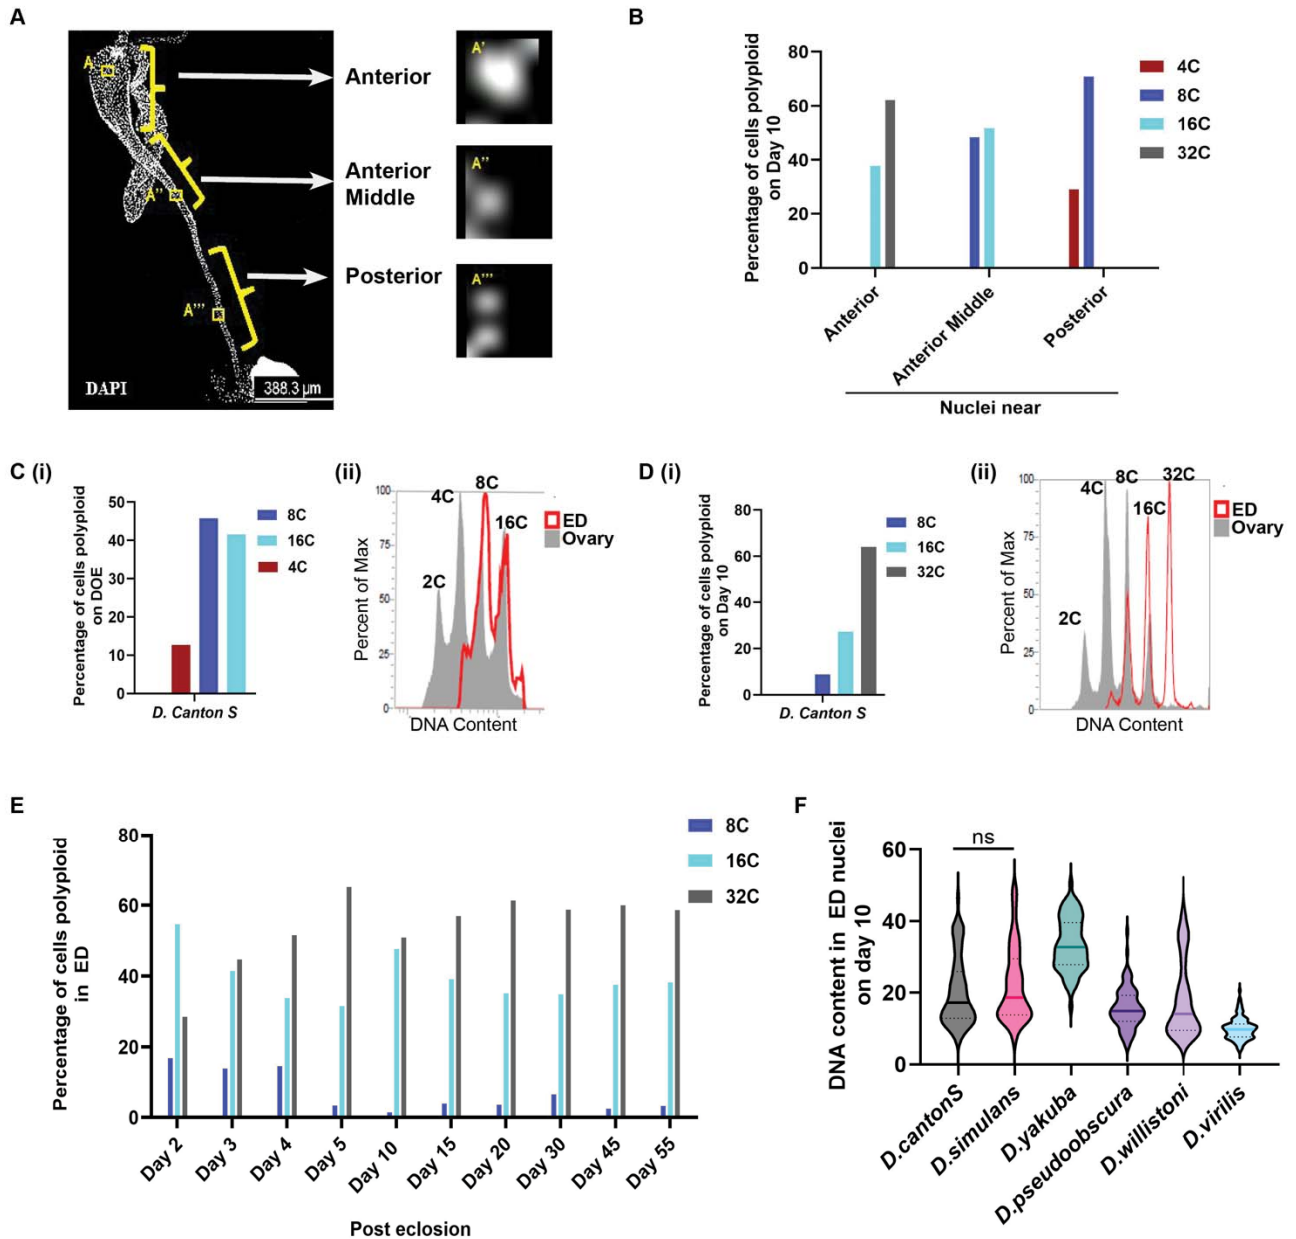 A
A
A''
A'''
DAPI
388.3 µm
Anterior
Anterior
Middle
Posterior
A'
A''
A'''
B
Percentage of cells polyploid
on Day 10
80
60
40
20
0
Anterior
Anterior Middle
Posterior
Nuclei near
4C
8C
16C
32C
C (i)
Percentage of cells polyploid
on DOE
50
40
30
20
10
0
D. Canton S
8C
16C
4C
(ii)
Percent of Max
100
75
50
25
0
2C
4C
8C
16C
DNA Content
ED
Ovary
D (i)
Percentage of cells polyploid
on Day 10
80
60
40
20
0
D. Canton S
8C
16C
32C
(ii)
Percent of Max
100
75
50
25
0
2C
4C
8C
16C
32C
DNA Content
ED
Ovary
E
Percentage of cells polyploid
in ED
80
60
40
20
0
Day 2
Day 3
Day 4
Day 5
Day 10
Day 15
Day 20
Day 30
Day 45
Day 55
Post eclosion
8C
16C
32C
F
DNA content in ED nuclei
on day 10
60
40
20
0
ns
D.cantonS
D.simulans
D.yakuba
D.pseudoobscura
D.willistoni
D.virilis